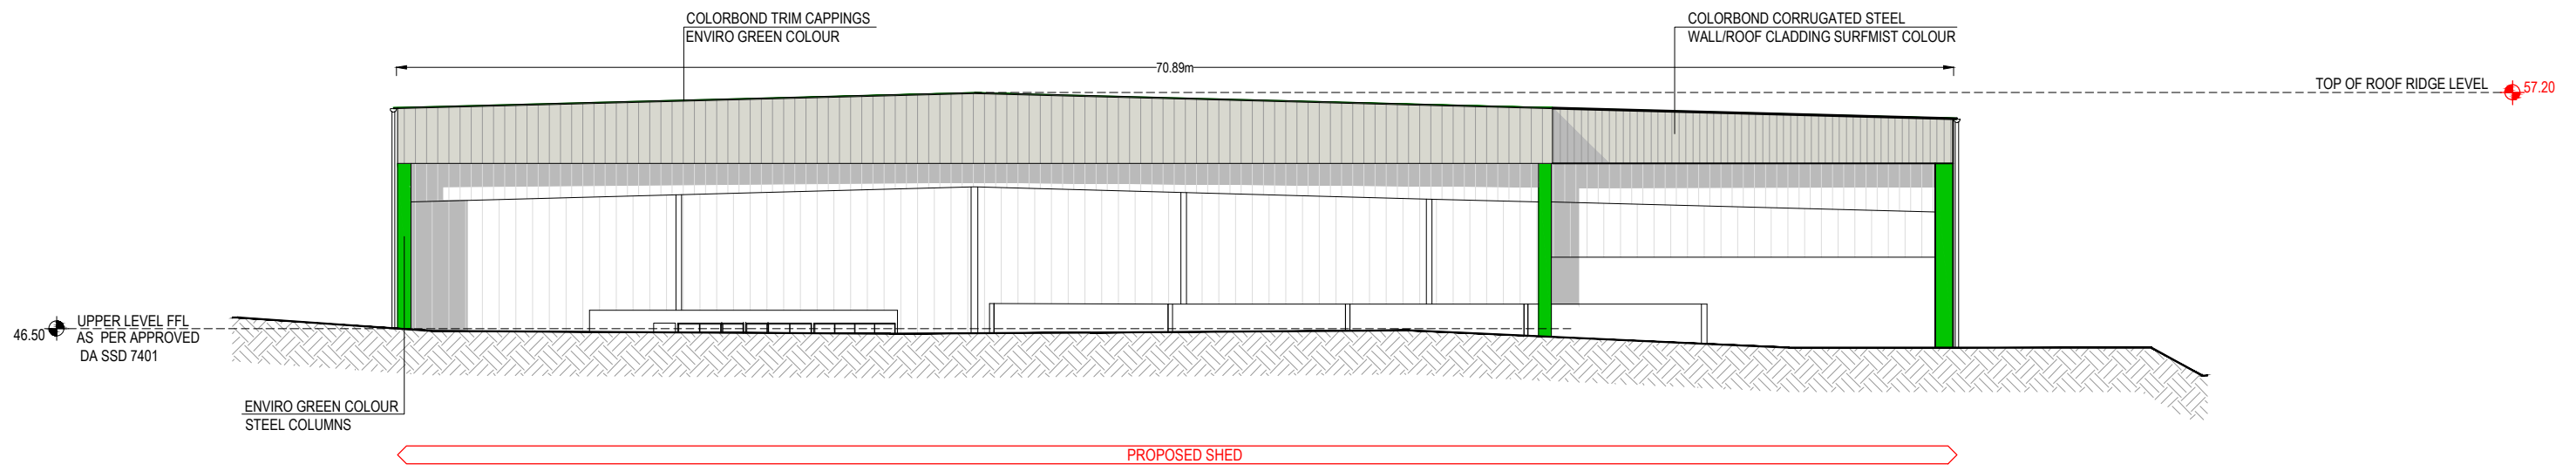 COLORBOND TRIM CAPPINGS
ENVIRO GREEN COLOUR
COLORBOND CORRUGATED STEEL
WALL/ROOF CLADDING SURFMIST COLOUR
70.89m
TOP OF ROOF RIDGE LEVEL
57.20
46.50
UPPER LEVEL FFL
AS PER APPROVED
DA SSD 7401
ENVIRO GREEN COLOUR
STEEL COLUMNS
PROPOSED SHED